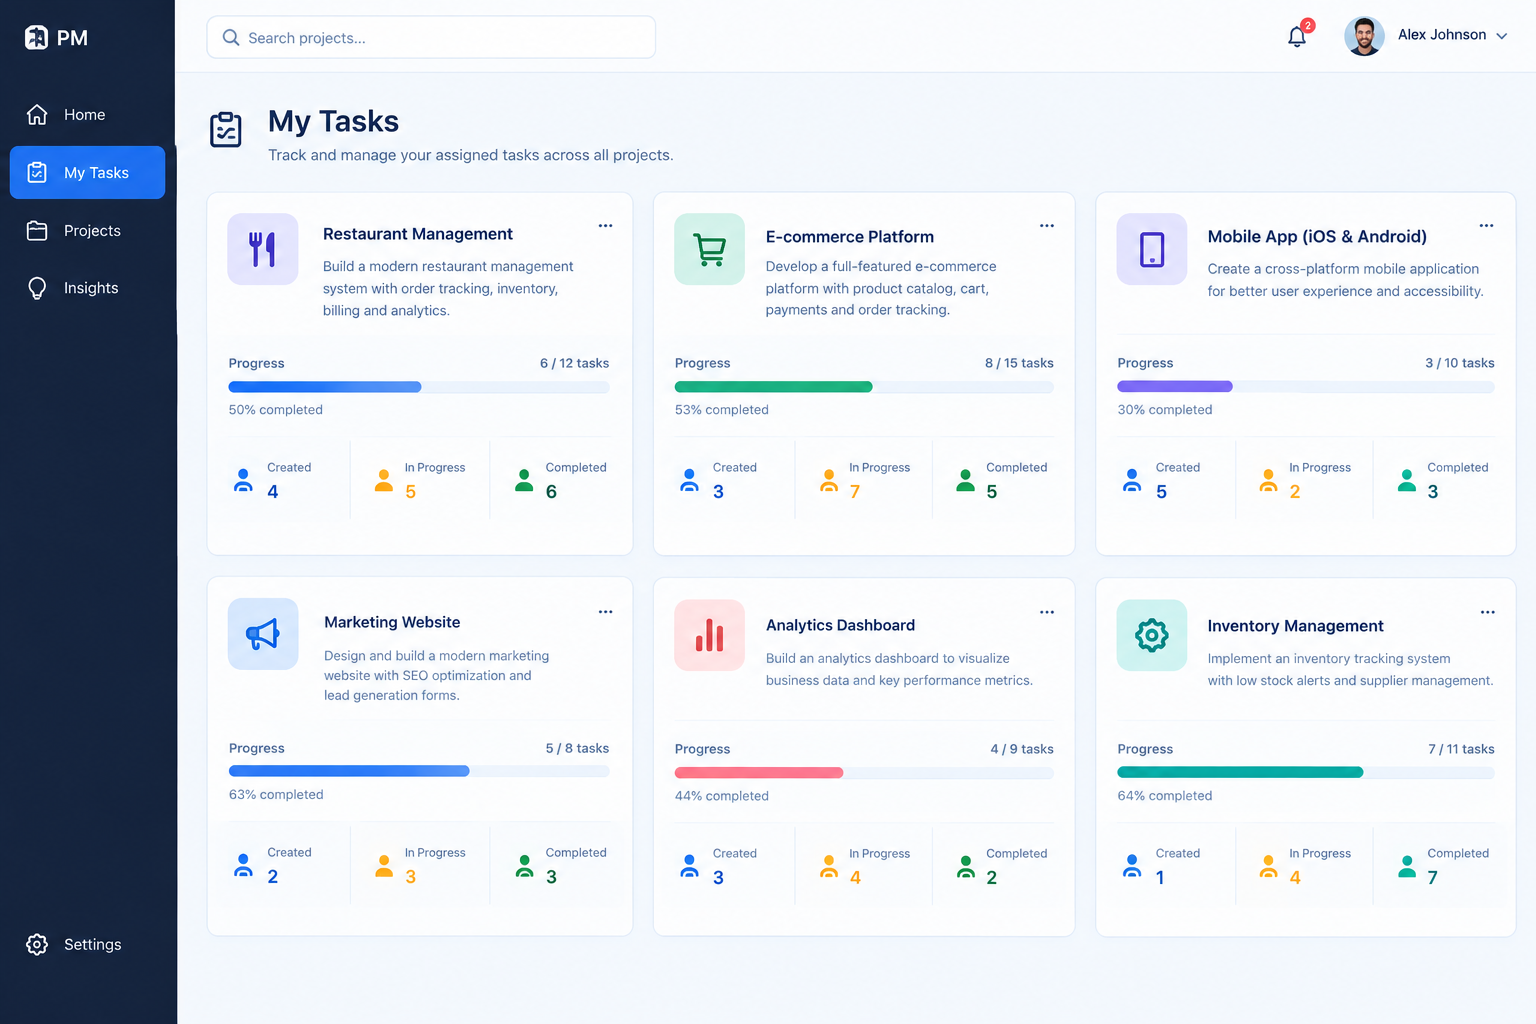 PM
Home
My Tasks
Projects
Insights
Settings
Search projects...
2
Alex Johnson
My Tasks
Track and manage your assigned tasks across all projects.
Restaurant Management
Build a modern restaurant management
system with order tracking, inventory,
billing and analytics.
Progress 6 / 12 tasks
50% completed
Created In Progress Completed
4 5 6
E-commerce Platform
Develop a full-featured e-commerce
platform with product catalog, cart,
payments and order tracking.
Progress 8 / 15 tasks
53% completed
Created In Progress Completed
3 7 5
Mobile App (iOS & Android)
Create a cross-platform mobile application
for better user experience and accessibility.
Progress 3 / 10 tasks
30% completed
Created In Progress Completed
5 2 3
Marketing Website
Design and build a modern marketing
website with SEO optimization and
lead generation forms.
Progress 5 / 8 tasks
63% completed
Created In Progress Completed
2 3 3
Analytics Dashboard
Build an analytics dashboard to visualize
business data and key performance metrics.
Progress 4 / 9 tasks
44% completed
Created In Progress Completed
3 4 2
Inventory Management
Implement an inventory tracking system
with low stock alerts and supplier management.
Progress 7 / 11 tasks
64% completed
Created In Progress Completed
1 4 7